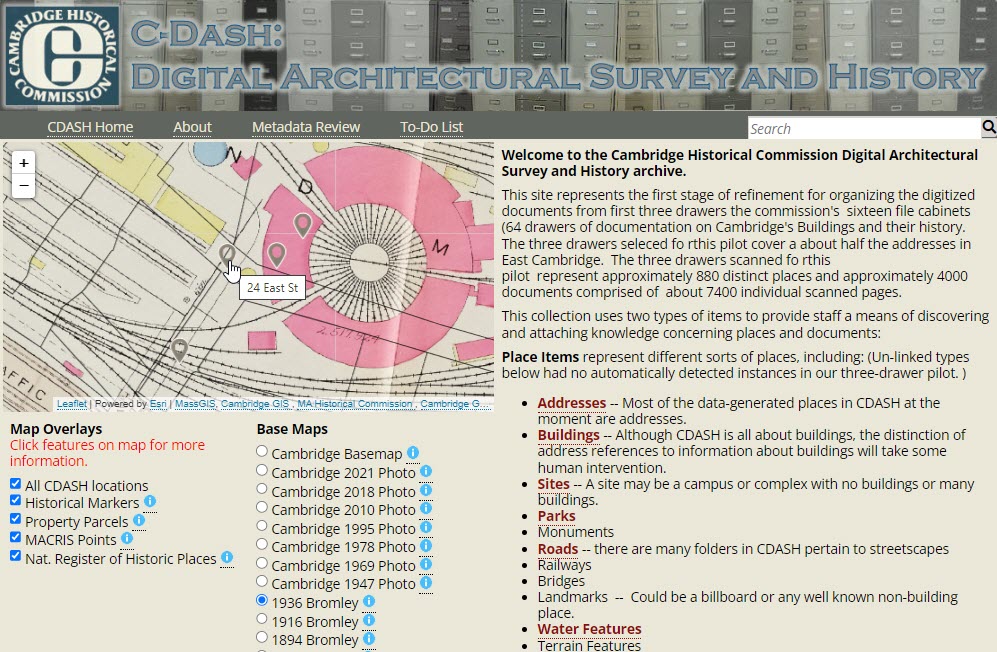 CAMBRIDGE HISTORICAL
COMMISSION
C-Dash:
Digital Architectural Survey and History
CDASH Home About Metadata Review To-Do List
Search
+
−
N
D
M
24 East St
FFIC
Leaflet | Powered by Esri | MassGIS, Cambridge GIS , MA Historical Commission , Cambridge G...
Map Overlays
Click features on map for more
information.
All CDASH locations
Historical Markers
Property Parcels
MACRIS Points
Nat. Register of Historic Places
Base Maps
Cambridge Basemap
Cambridge 2021 Photo
Cambridge 2018 Photo
Cambridge 2010 Photo
Cambridge 1995 Photo
Cambridge 1978 Photo
Cambridge 1969 Photo
Cambridge 1947 Photo
1936 Bromley
1916 Bromley
1894 Bromley
Welcome to the Cambridge Historical Commission Digital Architectural
Survey and History archive.
This site represents the first stage of refinement for organizing the digitized
documents from first three drawers the commission's sixteen file cabinets
(64 drawers of documentation on Cambridge's Buildings and their history.
The three drawers seleced fo rthis pilot cover a about half the addresses in
East Cambridge. The three drawers scanned fo rthis
pilot represent approximately 880 distinct places and approximately 4000
documents comprised of about 7400 individual scanned pages.
This collection uses two types of items to provide staff a means of discovering
and attaching knowledge concerning places and documents:
Place Items represent different sorts of places, including: (Un-linked types
below had no automatically detected instances in our three-drawer pilot. )
• Addresses -- Most of the data-generated places in CDASH at the
moment are addresses.
• Buildings -- Although CDASH is all about buildings, the distinction of
address references to information about buildings will take some
human intervention.
• Sites -- A site may be a campus or complex with no buildings or many
buildings.
• Parks
• Monuments
• Roads -- there are many folders in CDASH pertain to streetscapes
• Railways
• Bridges
• Landmarks -- Could be a billboard or any well known non-building
place.
• Water Features
• Terrain Features